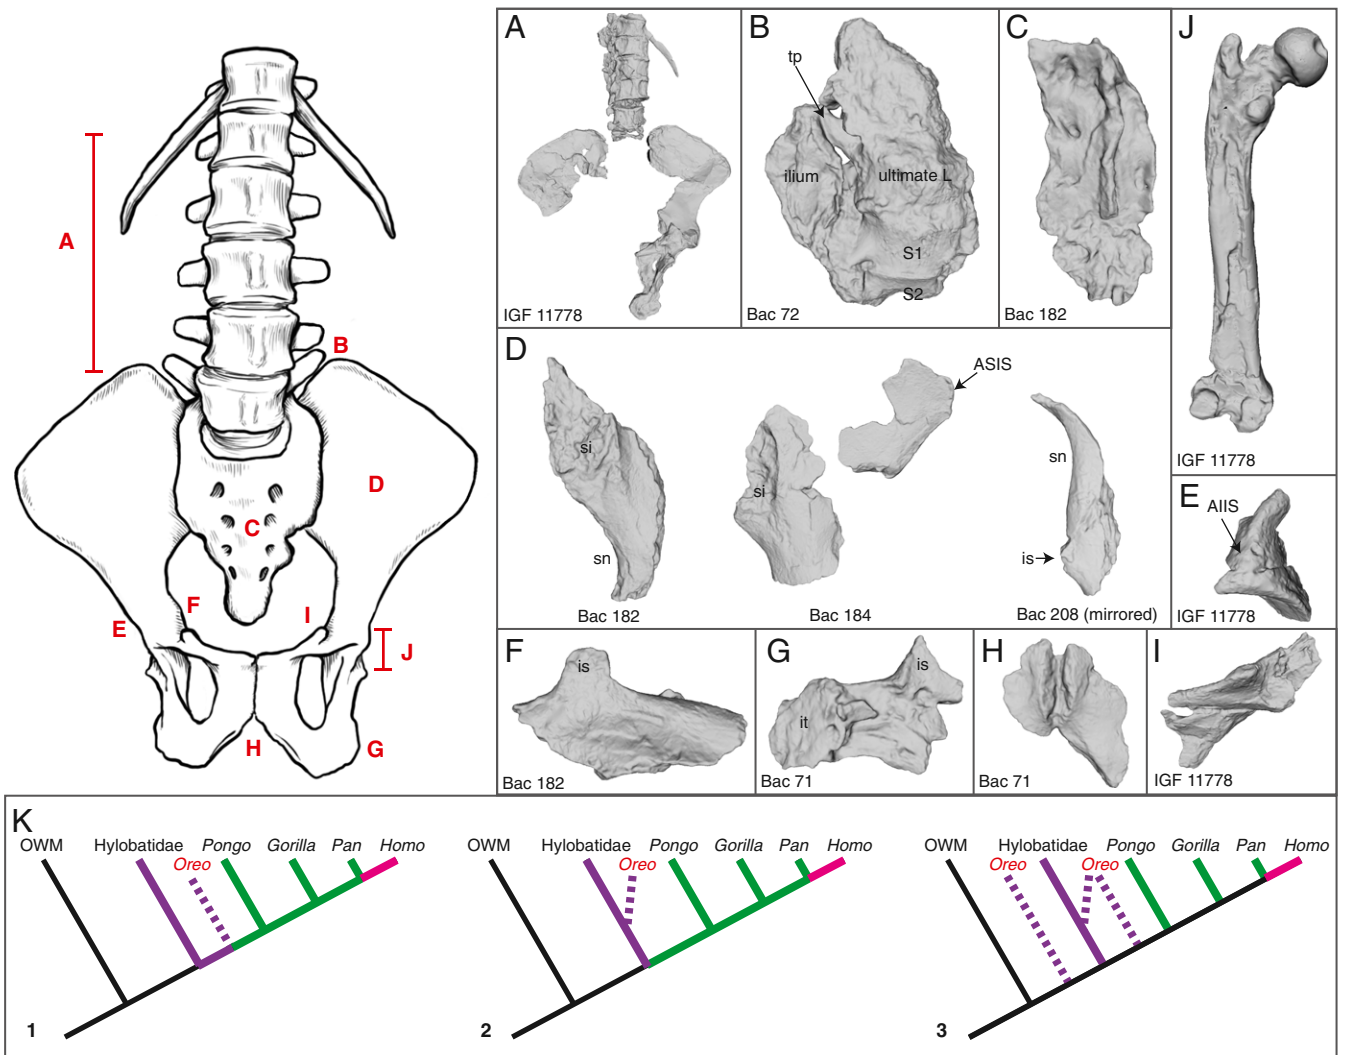 A
B
C
D
E
F
I
J
H
G
A
IGF 11778
B
tp
ilium
ultimate L
S1
S2
Bac 72
C
Bac 182
J
IGF 11778
D
si
sn
Bac 182
si
ASIS
Bac 184
sn
is
Bac 208 (mirrored)
E
AIIS
IGF 11778
F
is
Bac 182
G
is
it
Bac 71
H
Bac 71
I
IGF 11778
K
OWM Hylobatidae Pongo Gorilla Pan Homo
Oreo
1
OWM Hylobatidae Pongo Gorilla Pan Homo
Oreo
2
OWM Hylobatidae Pongo Gorilla Pan Homo
Oreo Oreo
3